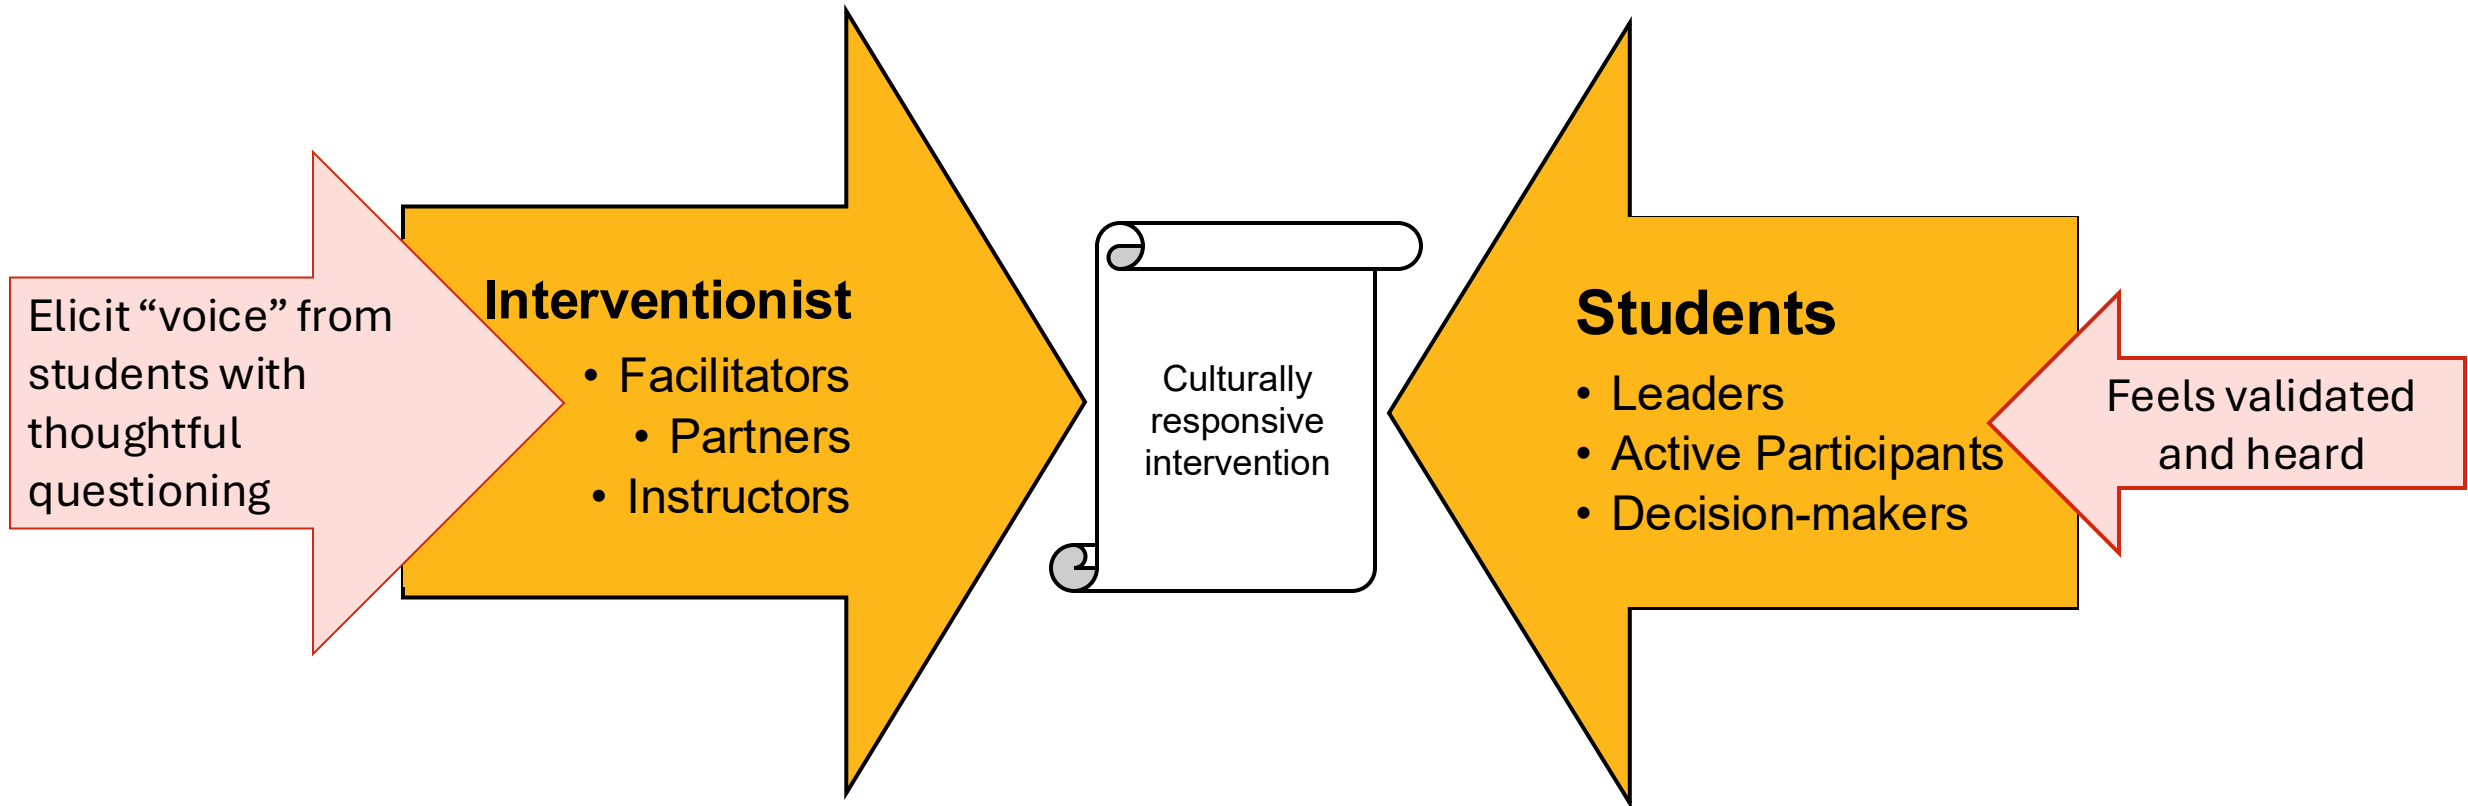 Elicit “voice” from
students with
thoughtful
questioning
Interventionist
• Facilitators
• Partners
• Instructors
Culturally
responsive
intervention
Students
• Leaders
• Active Participants
• Decision-makers
Feels validated
and heard